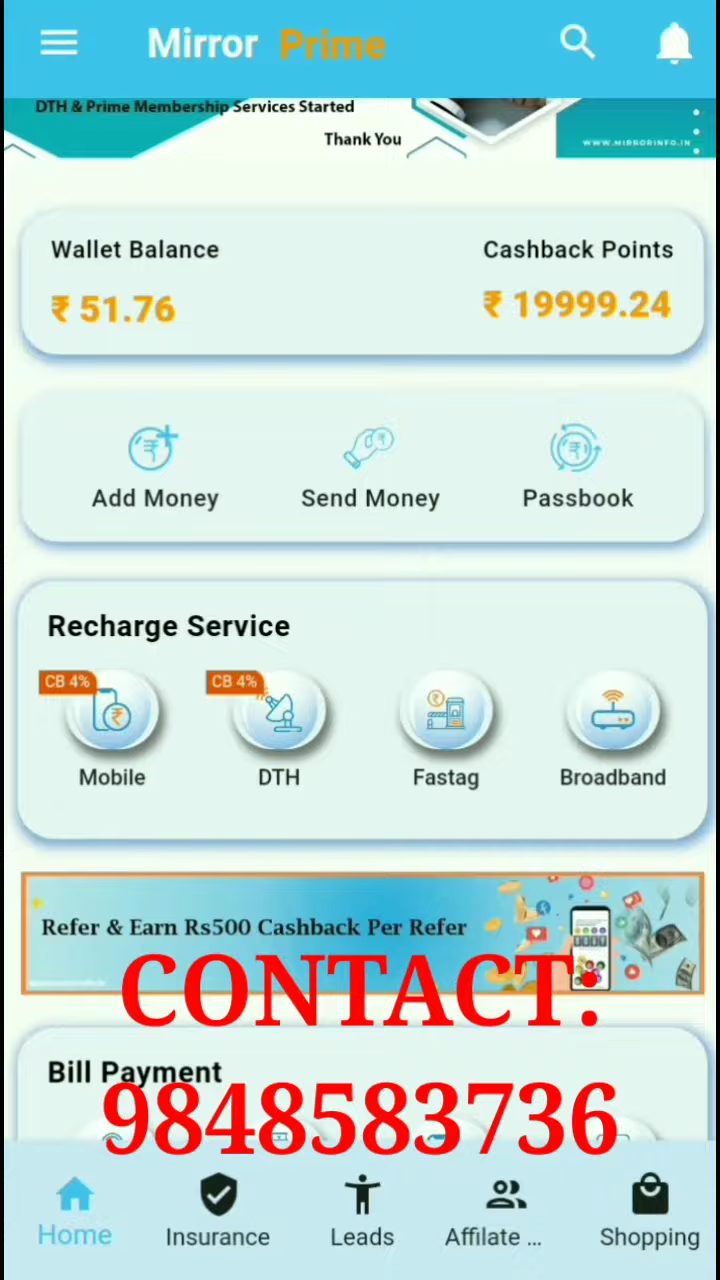 Mirror Prime
DTH & Prime Membership Services Started
Thank You
WWW.MIRRORINFO.IN
Wallet Balance
Cashback Points
₹ 51.76
₹ 19999.24
Add Money
Send Money
Passbook
Recharge Service
CB 4%
CB 4%
Mobile
DTH
Fastag
Broadband
Refer & Earn Rs500 Cashback Per Refer
CONTACT:
Bill Payment
9848583736
Home
Insurance
Leads
Affilate ...
Shopping